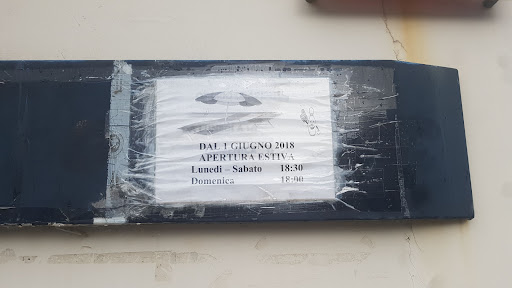 DAL 1 GIUGNO 2018
APERTURA ESTIVA
Lunedì – Sabato 18:30
Domenica 18:00